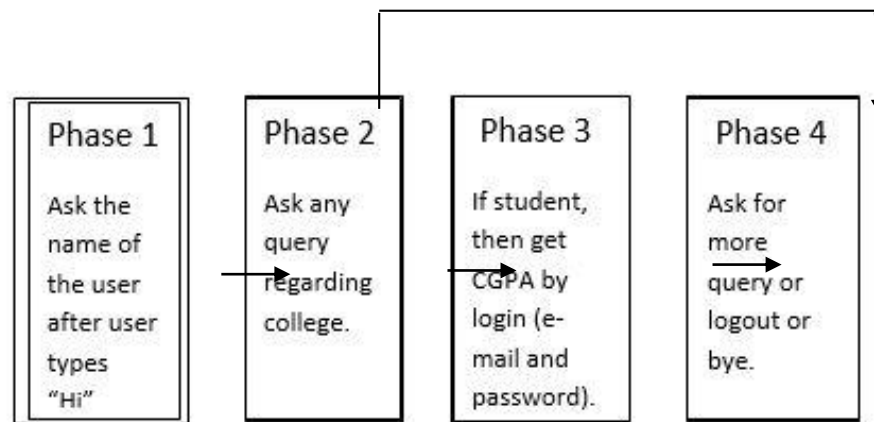 Phase 1
Ask the
name of
the user
after user
types
“Hi”
Phase 2
Ask any
query
regarding
college.
Phase 3
If student,
then get
CGPA by
login (e-
mail and
password).
Phase 4
Ask for
more
query or
logout or
bye.